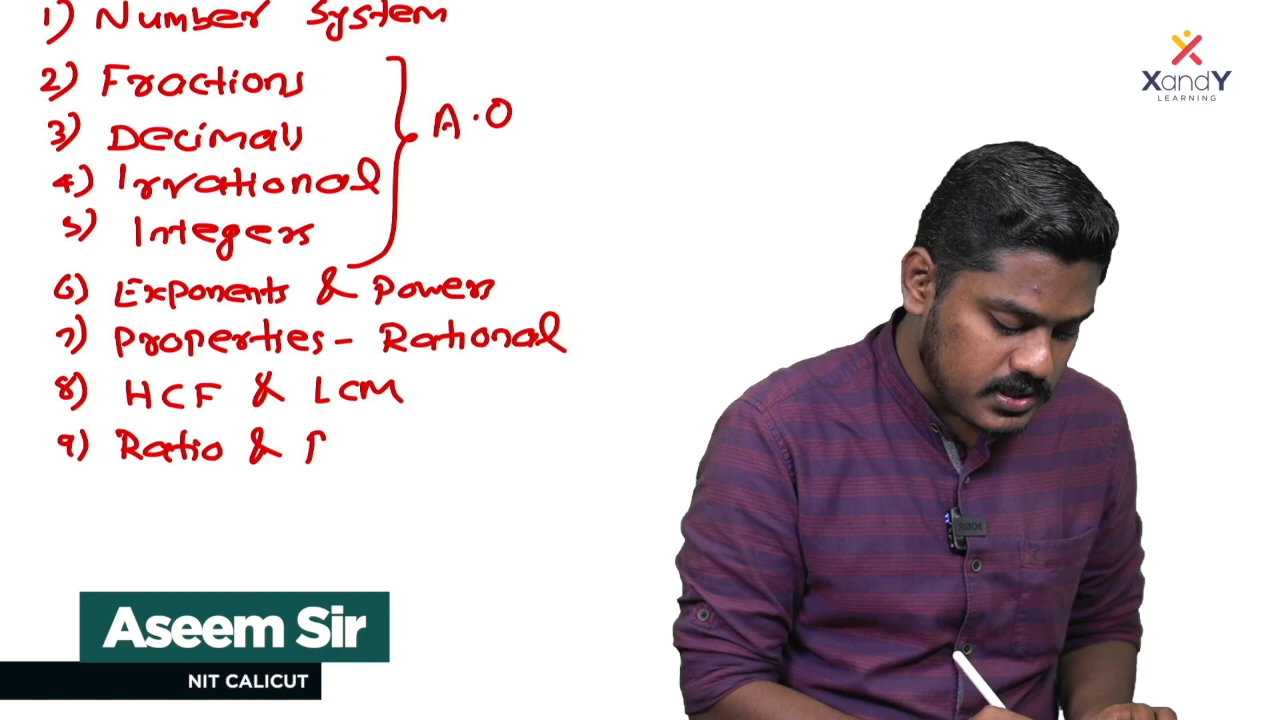 1) Number System
2) Fractions
3) Decimals
4) Irrational
5) Integers
A.O
6) Exponents & Powers
7) Properties - Rational
8) HCF & LCM
9) Ratio &
XandY
LEARNING
RODE
Aseem Sir
NIT CALICUT